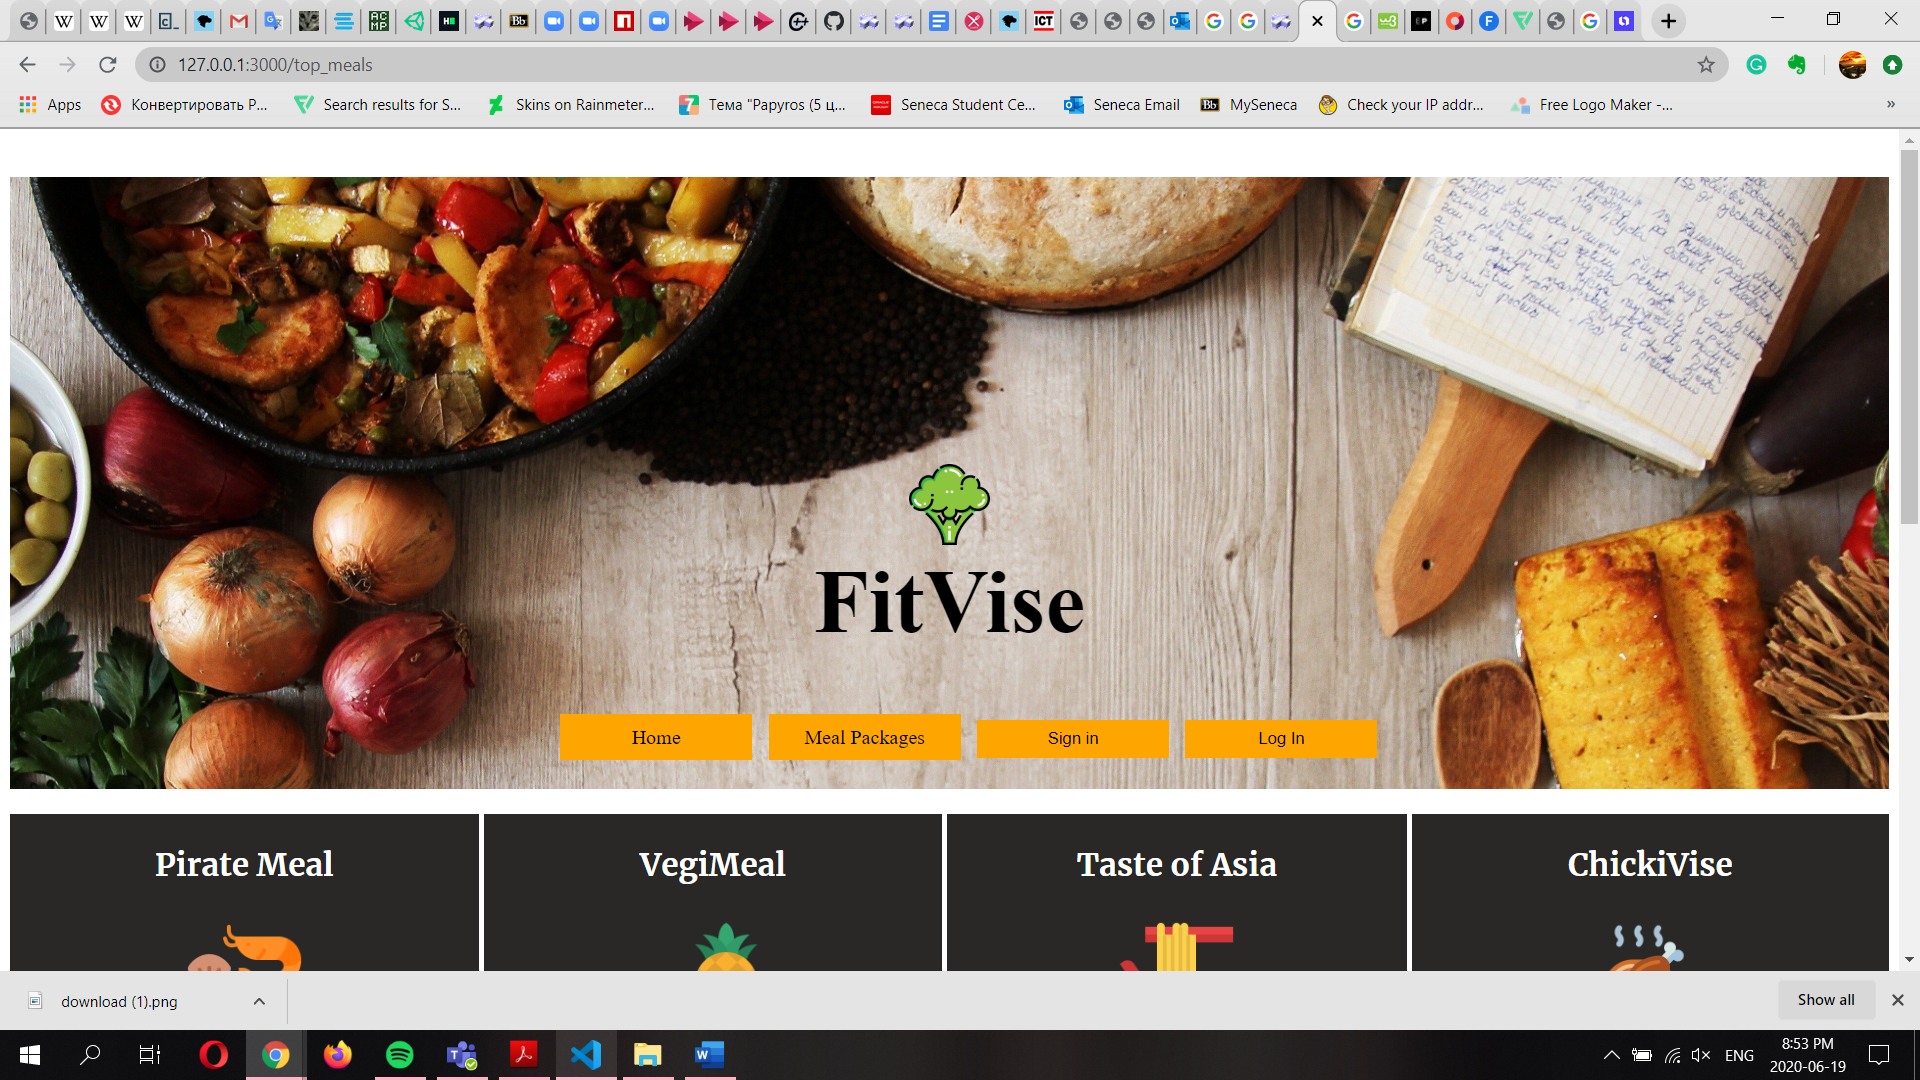 127.0.0.1:3000/top_meals
Apps
Конвертировать P...
Search results for S...
Skins on Rainmeter...
Тема "Papyros (5 ц...
Seneca Student Ce...
Seneca Email
MySeneca
Check your IP addr...
Free Logo Maker -...
»
FitVise
Home
Meal Packages
Sign in
Log In
Pirate Meal
VegiMeal
Taste of Asia
ChickiVise
download (1).png
Show all
ENG
8:53 PM
2020-06-19